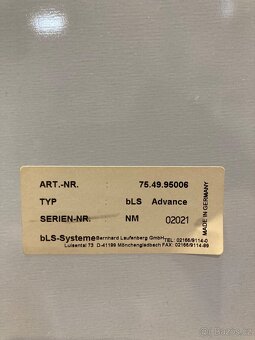 ART.-NR. 75.49.95006
TYP bLS Advance
SERIEN-NR. NM 02021
bLS-Systeme Bernhard Laufenberg GmbH TEL: 02166/9114-0
Luisental 73 D-41199 Mönchengladbach FAX: 02166/9114-89
MADE IN GERMANY